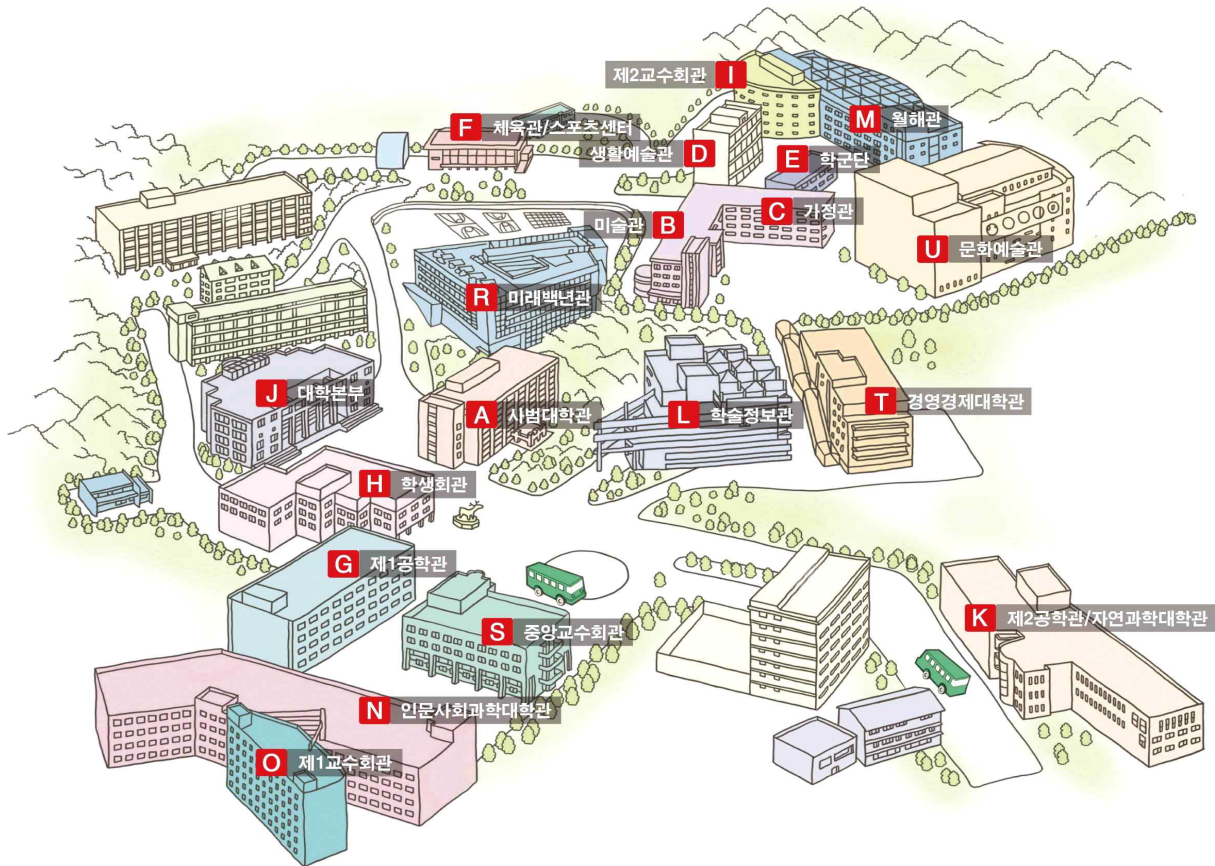 I 제2교수회관
M 월해관
F 체육관/스포츠센터
D 생활예술관
E 학군단
C 가정관
B 미술관
U 문화예술관
R 미래백년관
J 대학본부
A 사범대학관
L 학술정보관
T 경영경제대학관
H 학생회관
G 제1공학관
S 중앙교수회관
K 제2공학관/자연과학대학관
N 인문사회과학대학관
O 제1교수회관